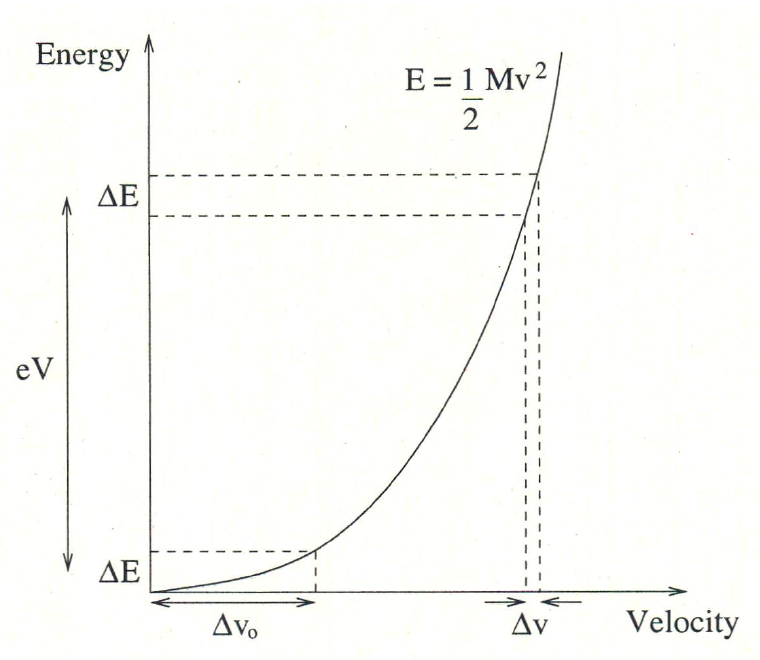 Energy
E = 1/2 Mv²
ΔE
eV
ΔE
Δv₀
Δv
Velocity